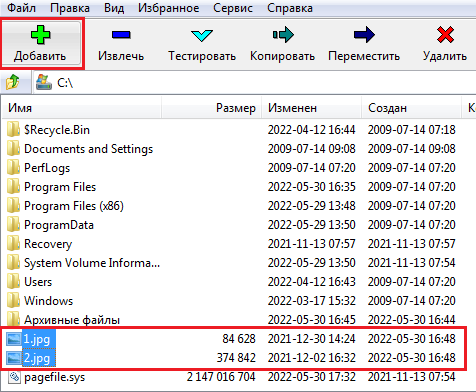 Файл Правка Вид Избранное Сервис Справка
Добавить Извлечь Тестировать Копировать Переместить Удалить
C:\
Имя Размер Изменен Создан К
$Recycle.Bin 2022-04-12 16:44 2009-07-14 07:18
Documents and Settings 2009-07-14 09:08 2009-07-14 09:08
PerfLogs 2009-07-14 07:20 2009-07-14 07:20
Program Files 2022-05-30 16:35 2009-07-14 07:20
Program Files (x86) 2022-05-29 13:48 2009-07-14 07:20
ProgramData 2022-05-29 13:50 2009-07-14 07:20
Recovery 2021-11-13 07:57 2021-11-13 07:57
System Volume Informa... 2022-05-29 13:50 2021-11-13 07:54
Users 2022-04-12 16:43 2009-07-14 07:20
Windows 2022-03-17 15:32 2009-07-14 07:20
Архивные файлы 2022-05-30 16:45 2022-05-30 16:44
1.jpg 84 628 2021-12-30 14:24 2022-05-30 16:48
2.jpg 374 842 2021-12-02 16:32 2022-05-30 16:48
pagefile.sys 2 147 016 704 2022-05-30 17:32 2021-11-13 07:54